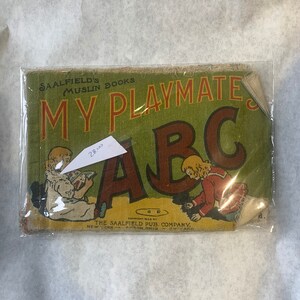 SAALFIELD'S
MUSLIN BOOKS
MY PLAYMATES
ABC
THE SAALFIELD PUB. COMPANY.